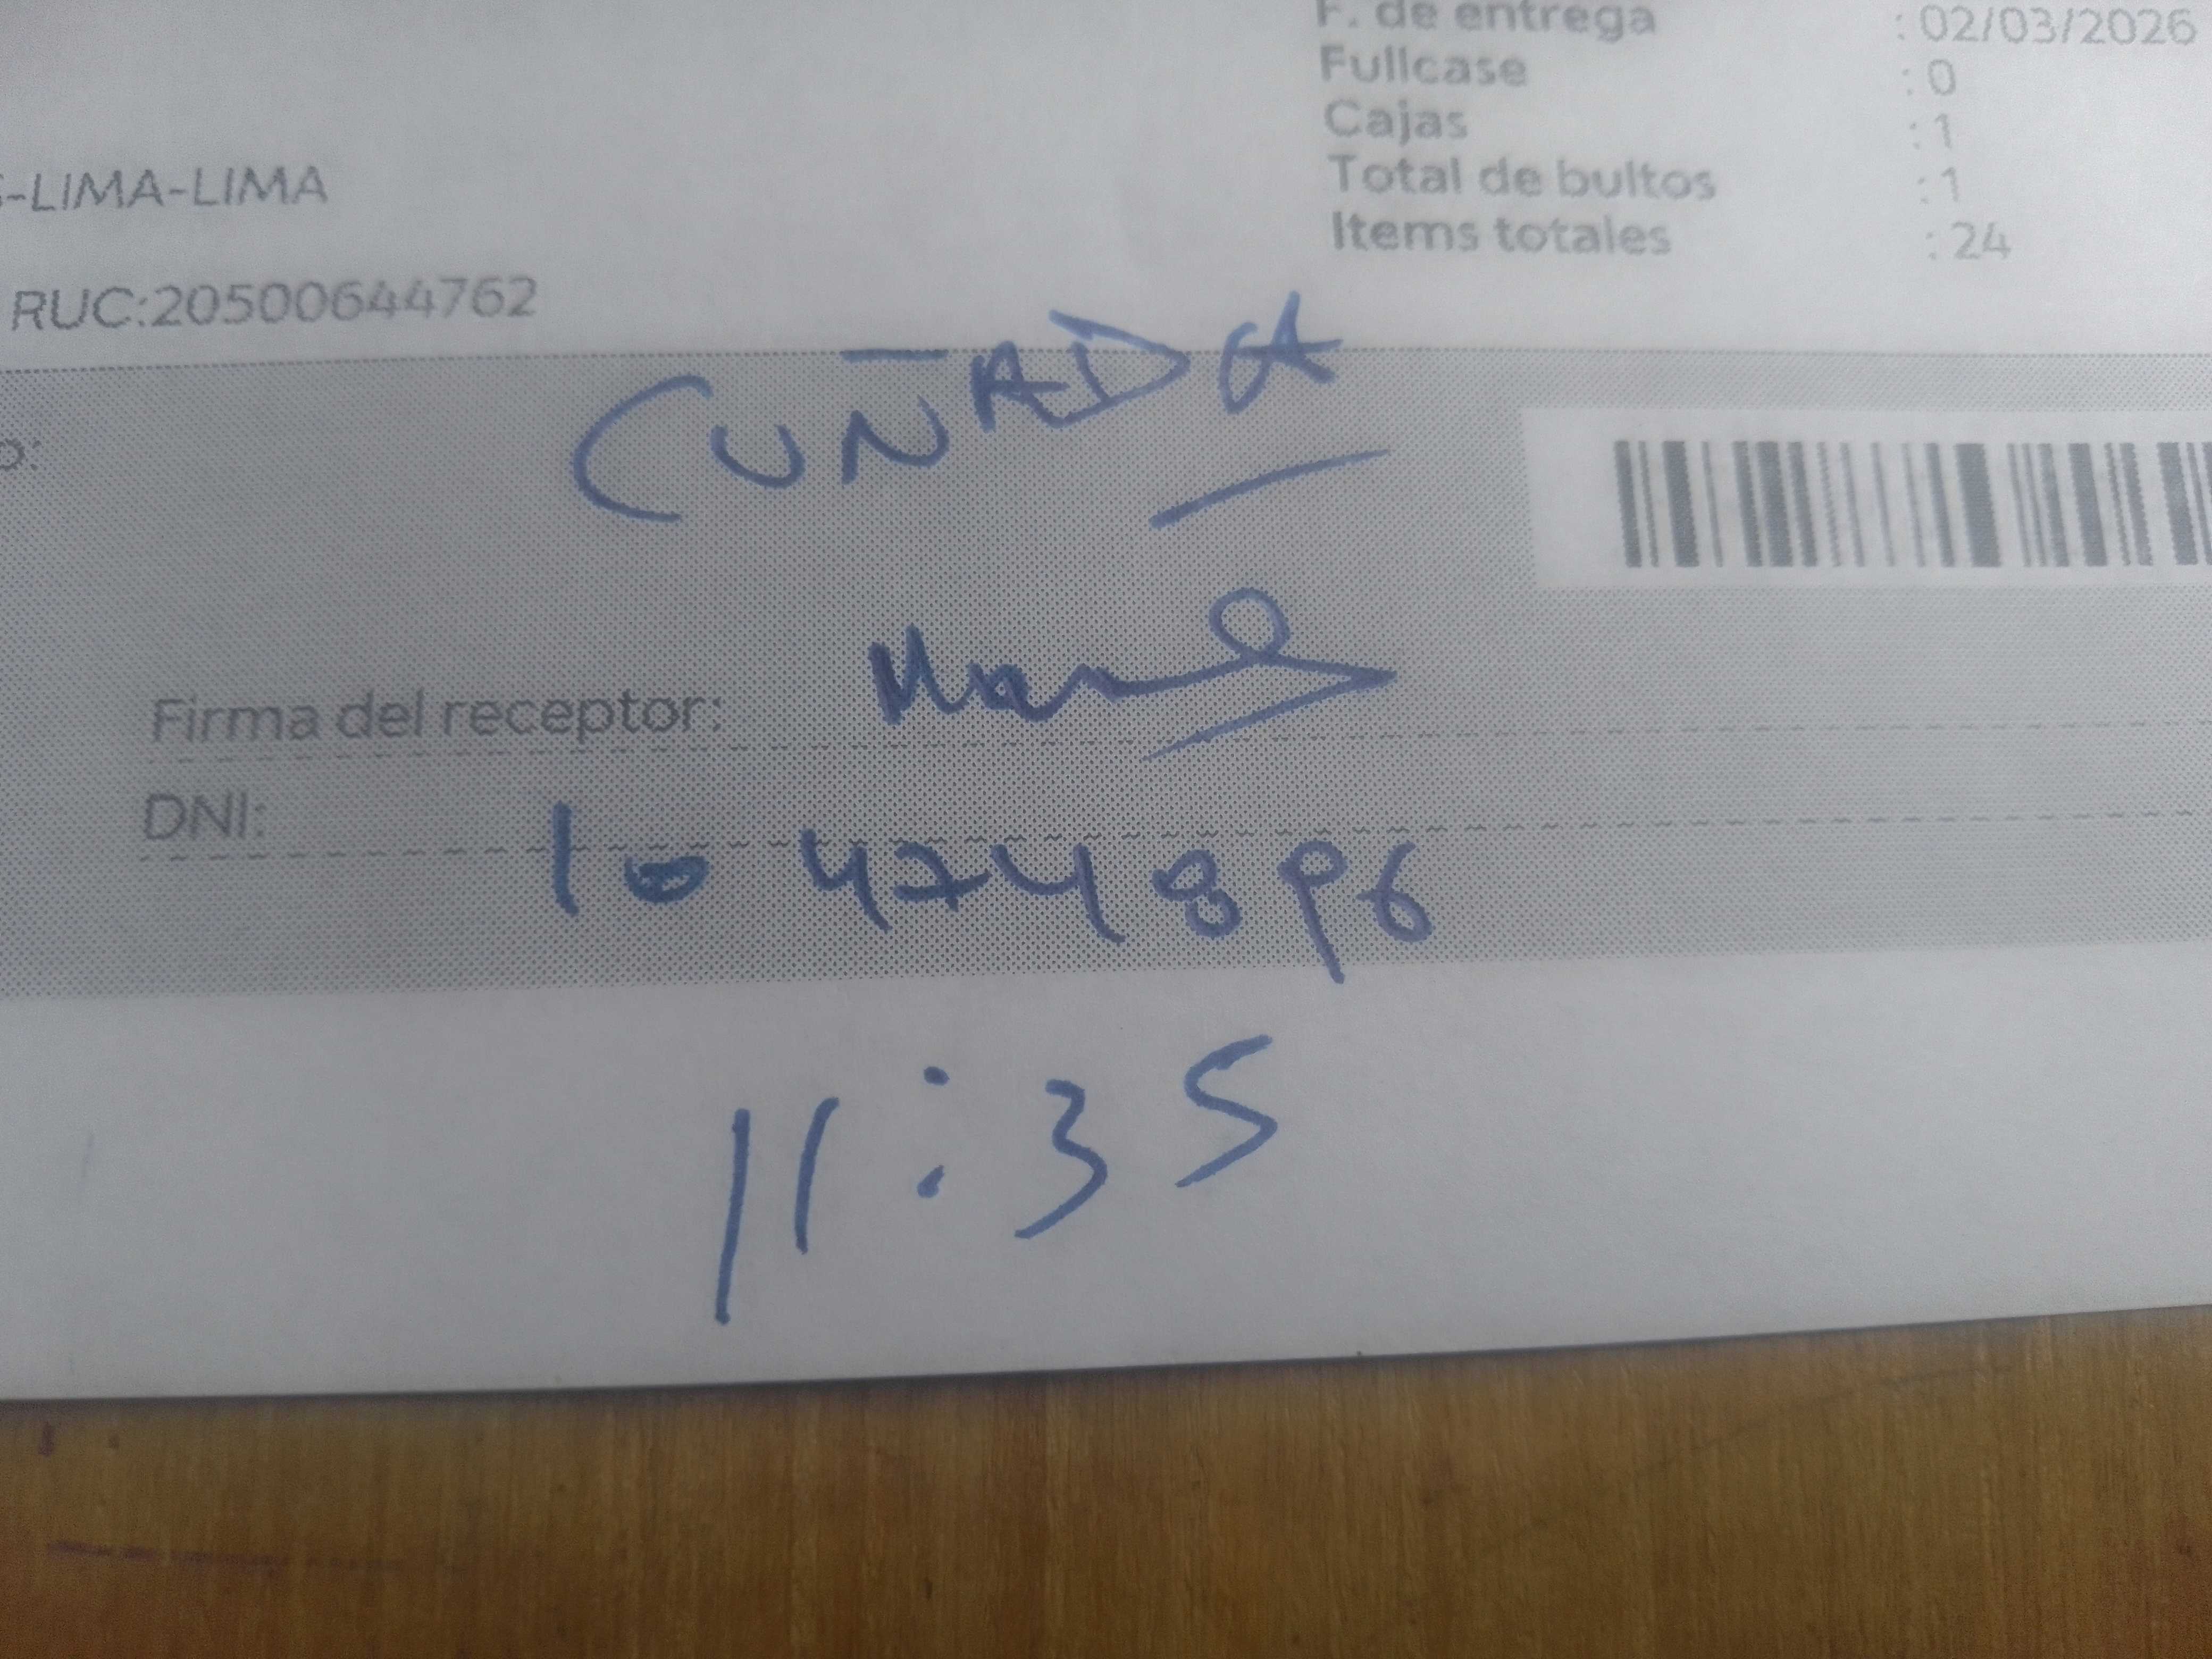 F. de entrega : 02/03/2026
Fullcase : 0
Cajas : 1
Total de bultos : 1
Items totales : 24
-LIMA-LIMA
RUC:20500644762
CUÑADA
o:
Firma del receptor:
DNI: 10474896
11:35